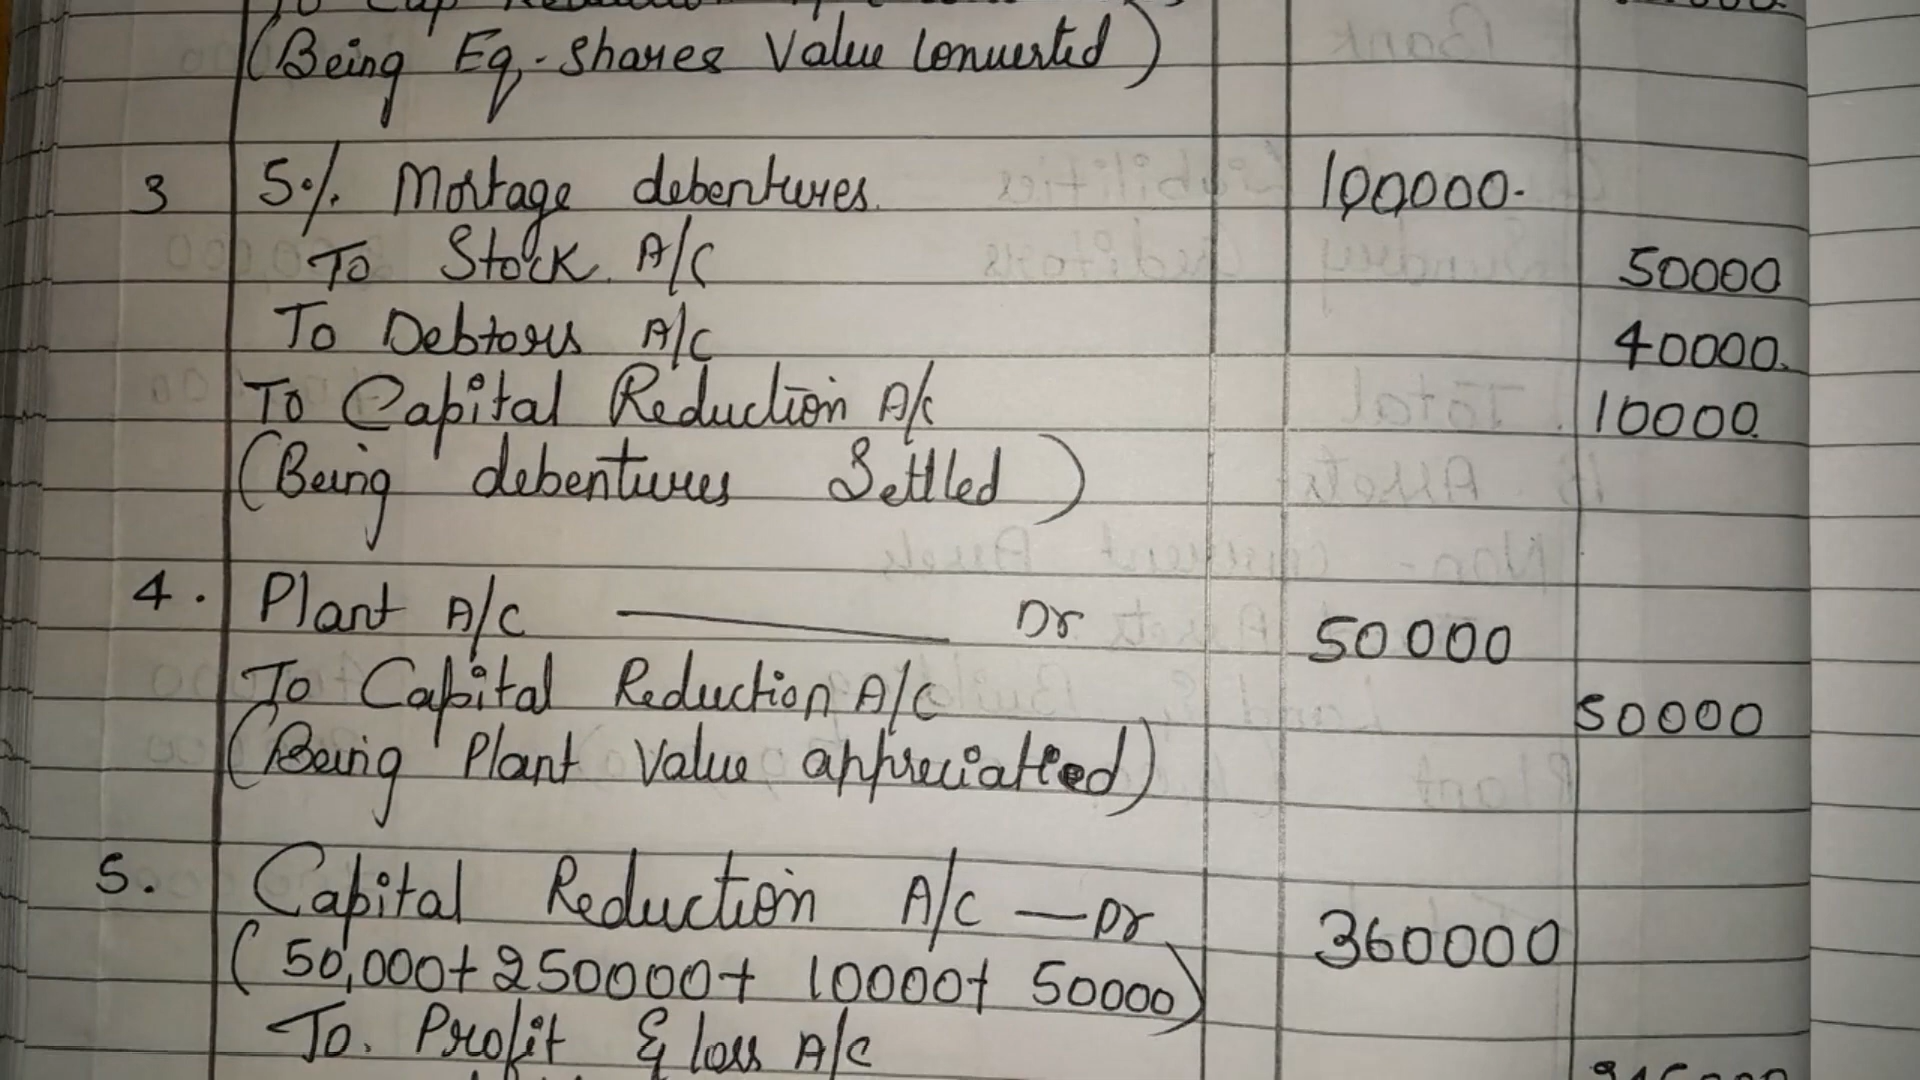 (Being Eq. Shares Value Converted)
3 5% Mortage debentures. 100000.
To Stock A/C 50000
To Debtors A/C 40000.
To Capital Reduction A/c 10000
(Being debentures Settled)
4. Plant A/C Dr 50000
To Capital Reduction A/C 50000
(Being Plant Value appreciatted)
5. Capital Reduction A/C — Dr 360000
(50,000+250000+ 10000+ 50000)
To. Profit & loss A/C